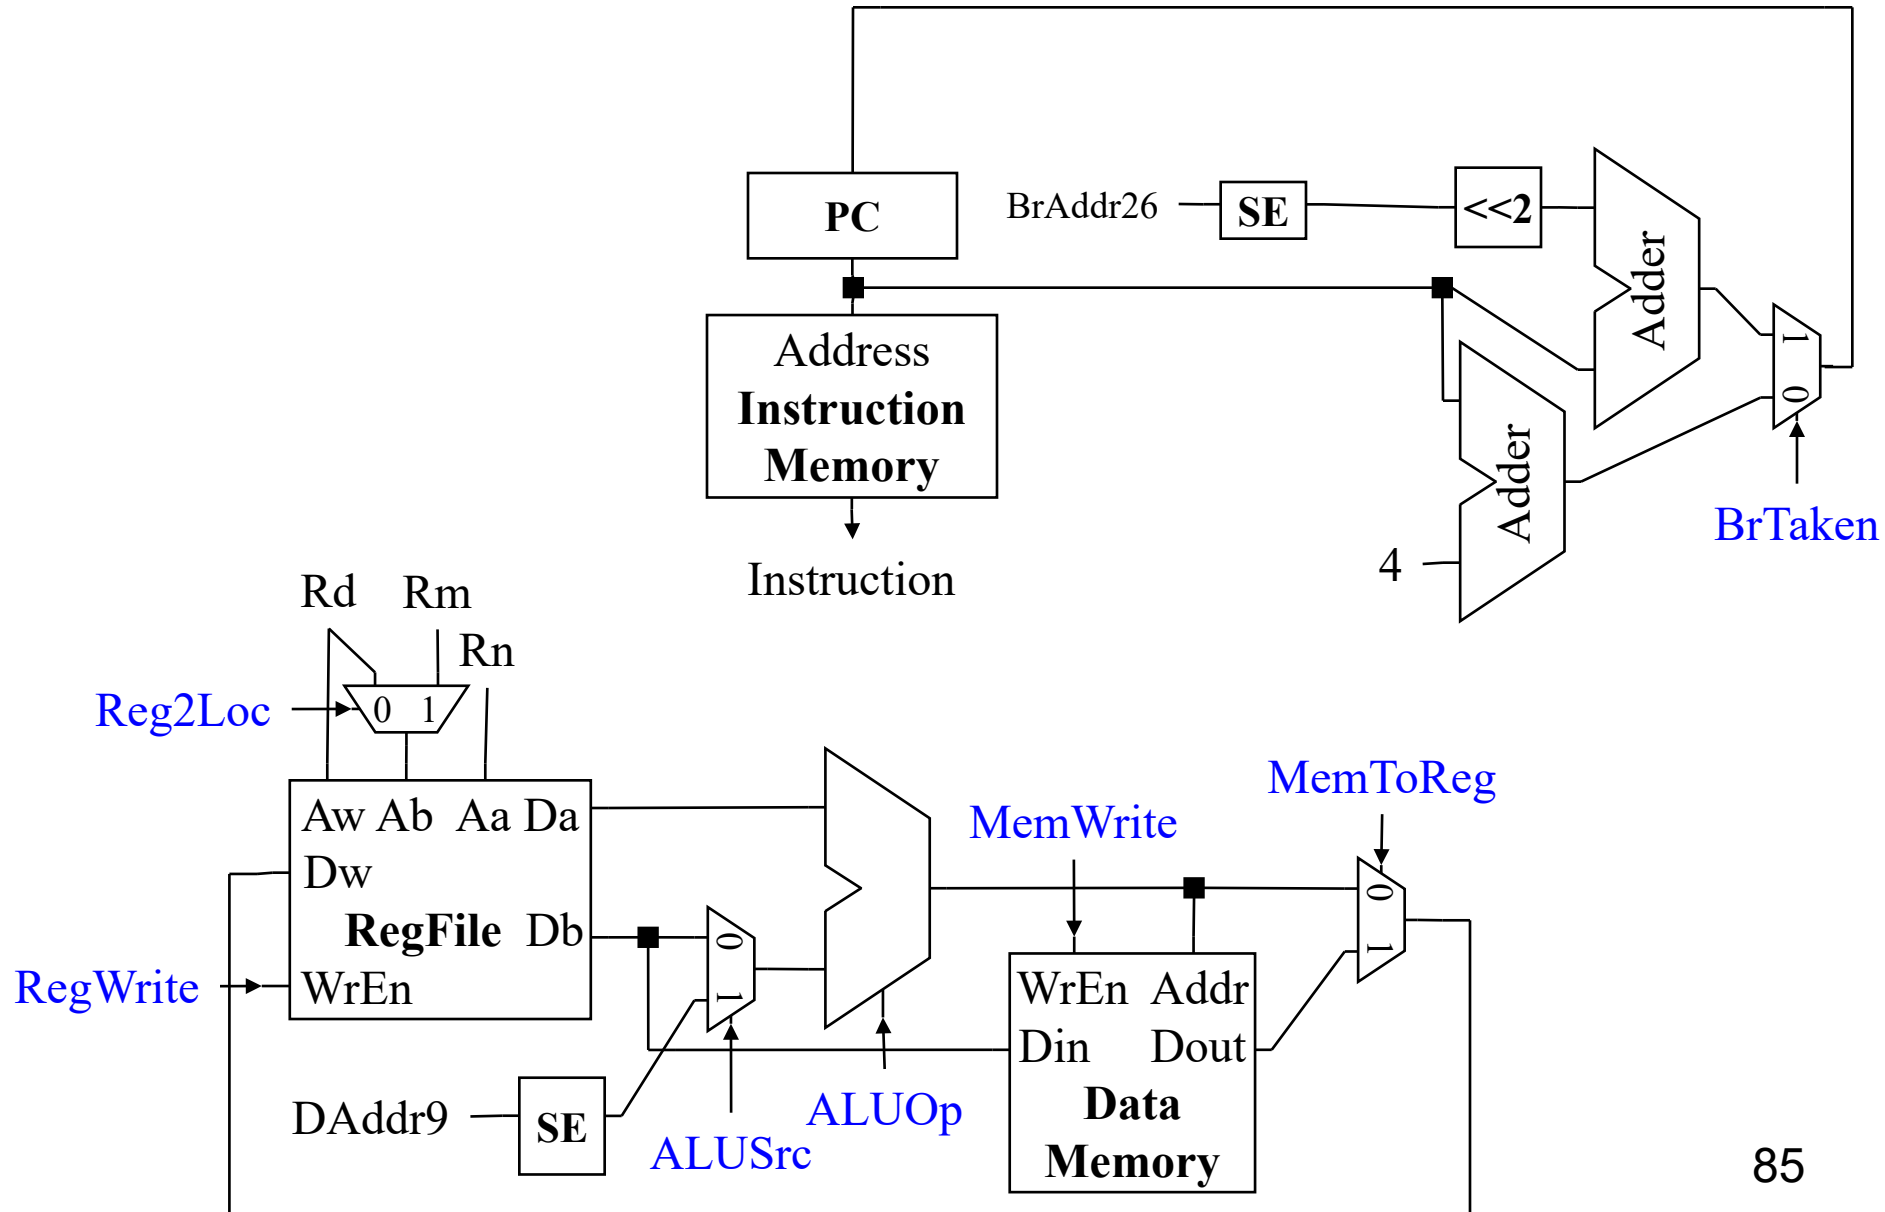 PC
BrAddr26
SE
<<2
Adder
Address
Instruction
Memory
1
0
Adder
BrTaken
4
Instruction
Rd Rm
Rn
Reg2Loc
0 1
MemToReg
Aw Ab Aa Da
MemWrite
Dw
0
RegFile Db
0
1
RegWrite
WrEn
1
WrEn Addr
Din Dout
DAddr9
SE
ALUOp
Data
ALUSrc
Memory
85